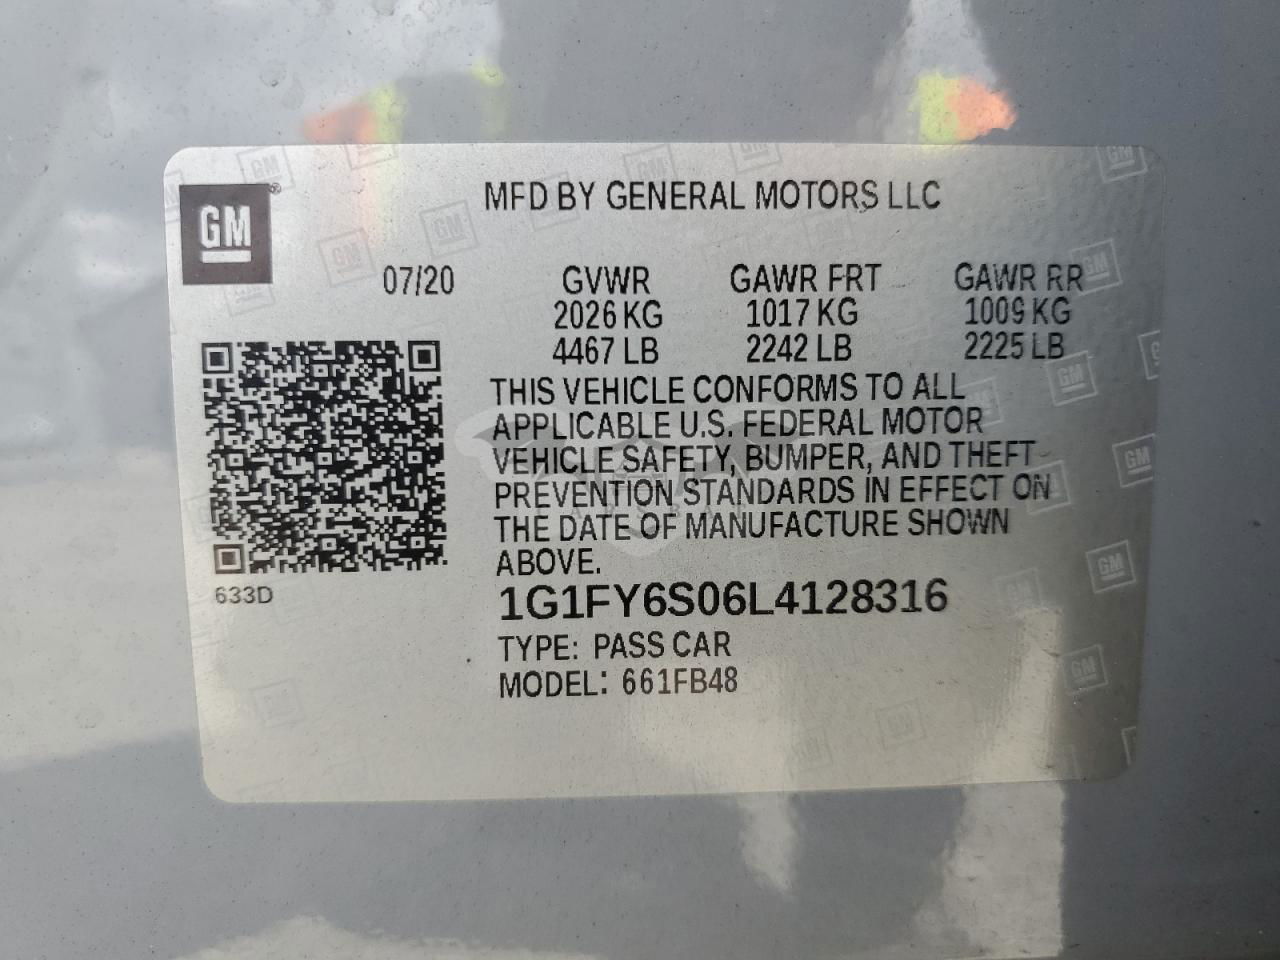 GM
MFD BY GENERAL MOTORS LLC
07/20
GVWR GAWR FRT GAWR RR
2026 KG 1017 KG 1009 KG
4467 LB 2242 LB 2225 LB
THIS VEHICLE CONFORMS TO ALL
APPLICABLE U.S. FEDERAL MOTOR
VEHICLE SAFETY, BUMPER, AND THEFT
PREVENTION STANDARDS IN EFFECT ON
THE DATE OF MANUFACTURE SHOWN
ABOVE.
633D
1G1FY6S06L4128316
TYPE: PASS CAR
MODEL: 661FB48